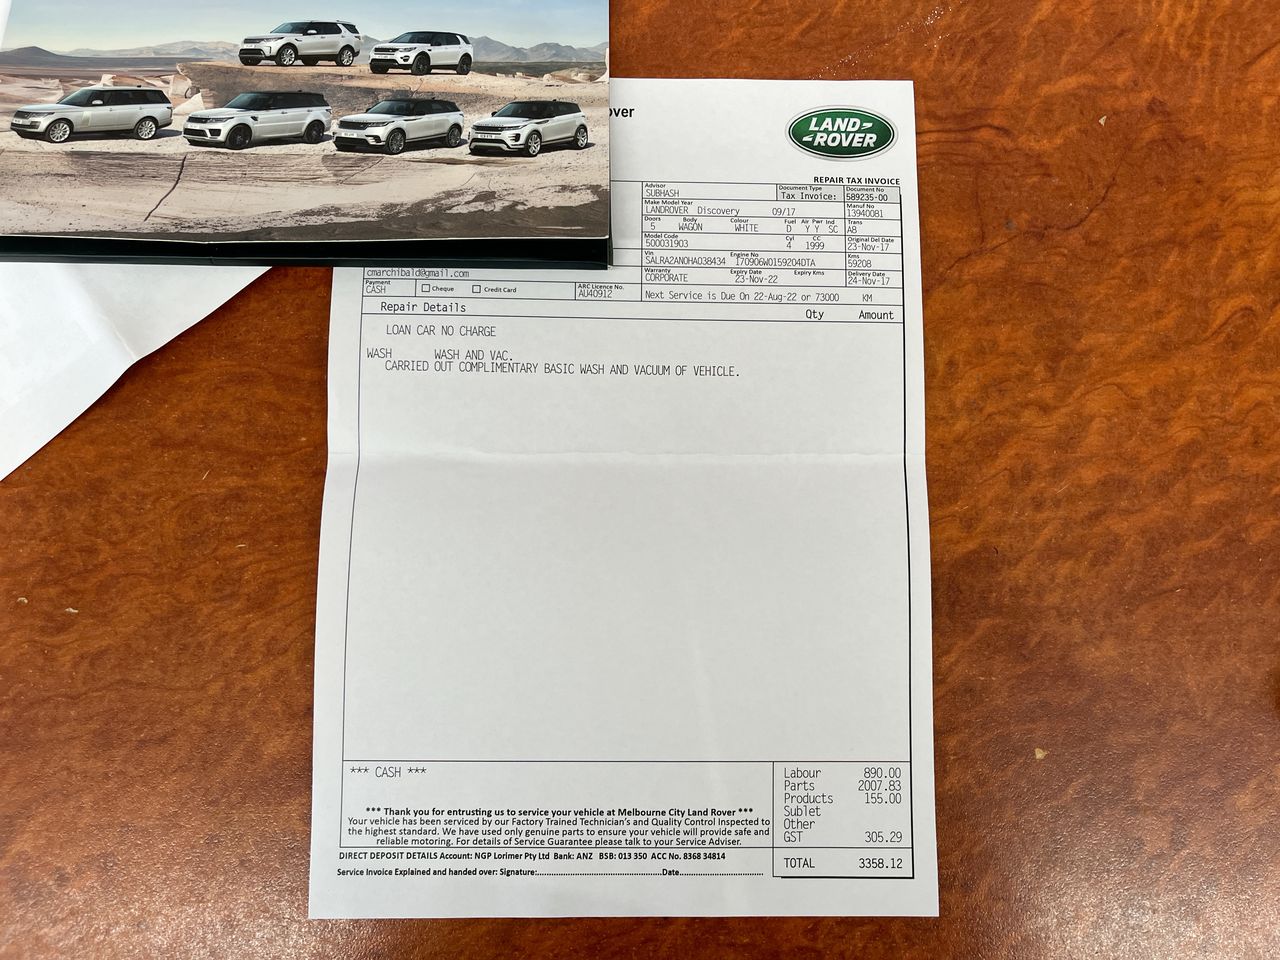 over
LAND-
-ROVER
REPAIR TAX INVOICE
Advisor
SUBHASH
Document Type
Tax Invoice:
Document No
589235-00
Make Model Year
LANDROVER Discovery 09/17
Manuf No
13940081
Doors Body Colour Fuel Air Pwr Ind Trans
5 WAGON WHITE D Y Y SC A8
Model Code Cyl CC Original Del Date
500031903 4 1999 23-Nov-17
Vin Engine No Kms
SALRA2AN0HA038434 170906W0159204DTA 59208
Warranty Expiry Date Expiry Kms Delivery Date
CORPORATE 23-Nov-22 24-Nov-17
cmarchibald@gmail.com
Payment
CASH
Cheque Credit Card
ARC Licence No.
AU40912
Next Service is Due On 22-Aug-22 or 73000 KM
Repair Details Qty Amount
LOAN CAR NO CHARGE
WASH WASH AND VAC.
CARRIED OUT COMPLIMENTARY BASIC WASH AND VACUUM OF VEHICLE.
*** CASH ***
*** Thank you for entrusting us to service your vehicle at Melbourne City Land Rover ***
Your vehicle has been serviced by our Factory Trained Technician's and Quality Control Inspected to
the highest standard. We have used only genuine parts to ensure your vehicle will provide safe and
reliable motoring. For details of Service Guarantee please talk to your Service Adviser.
DIRECT DEPOSIT DETAILS Account: NGP Lorimer Pty Ltd Bank: ANZ BSB: 013 350 ACC No. 8368 34814
Service Invoice Explained and handed over: Signature:..................................................Date..................................
Labour 890.00
Parts 2007.83
Products 155.00
Sublet
Other
GST 305.29
TOTAL 3358.12